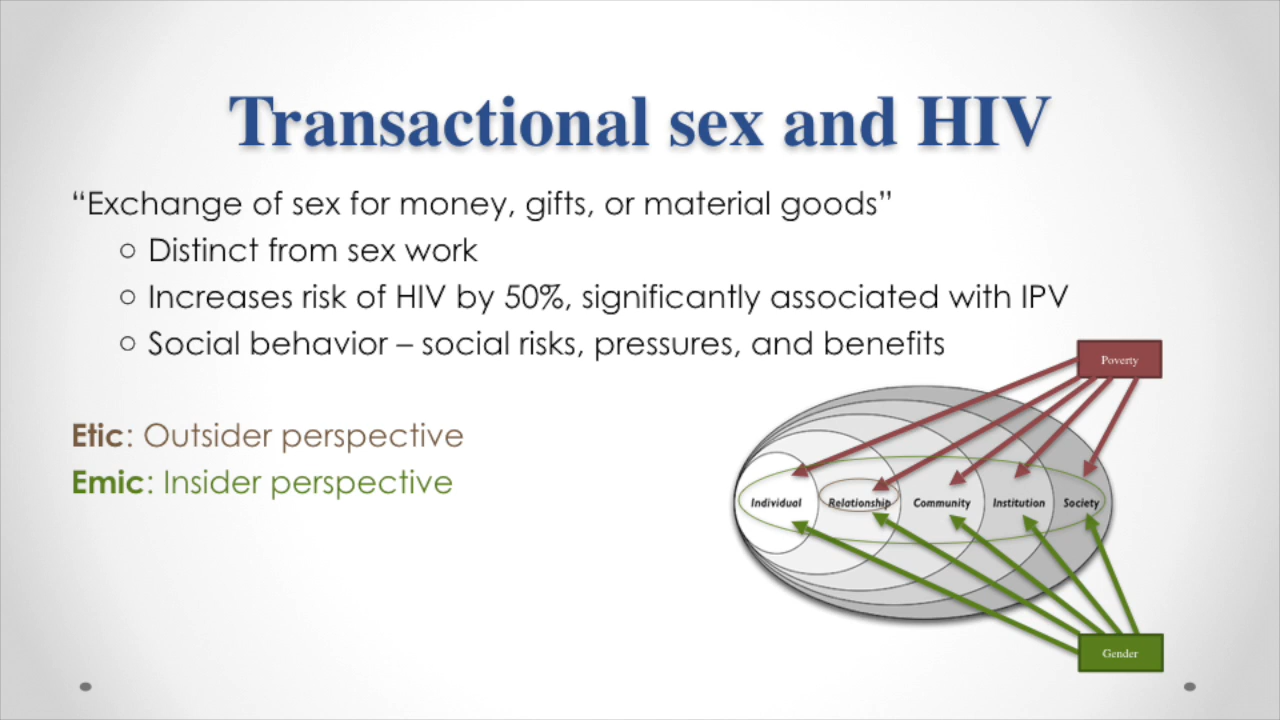 Transactional sex and HIV
“Exchange of sex for money, gifts, or material goods”
○ Distinct from sex work
○ Increases risk of HIV by 50%, significantly associated with IPV
○ Social behavior – social risks, pressures, and benefits
Poverty
Etic: Outsider perspective
Emic: Insider perspective
Individual Relationship Community Institution Society
Gender